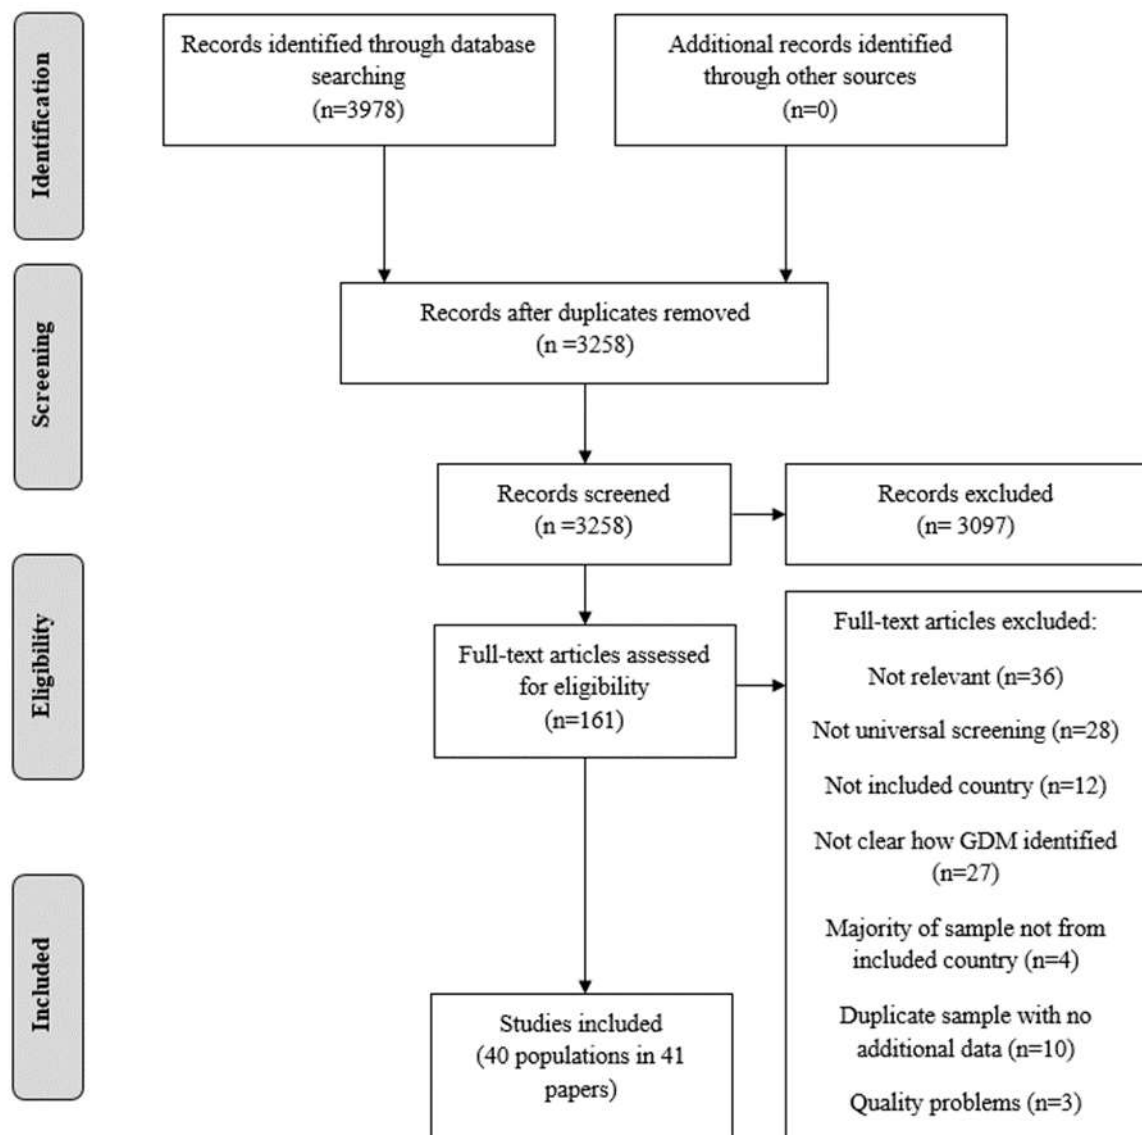 Identification
Records identified through database
searching
(n=3978)
Additional records identified
through other sources
(n=0)
Screening
Records after duplicates removed
(n =3258)
Records screened
(n =3258)
Records excluded
(n= 3097)
Eligibility
Full-text articles assessed
for eligibility
(n=161)
Full-text articles excluded:
Not relevant (n=36)
Not universal screening (n=28)
Not included country (n=12)
Not clear how GDM identified
(n=27)
Majority of sample not from
included country (n=4)
Duplicate sample with no
additional data (n=10)
Quality problems (n=3)
Included
Studies included
(40 populations in 41
papers)